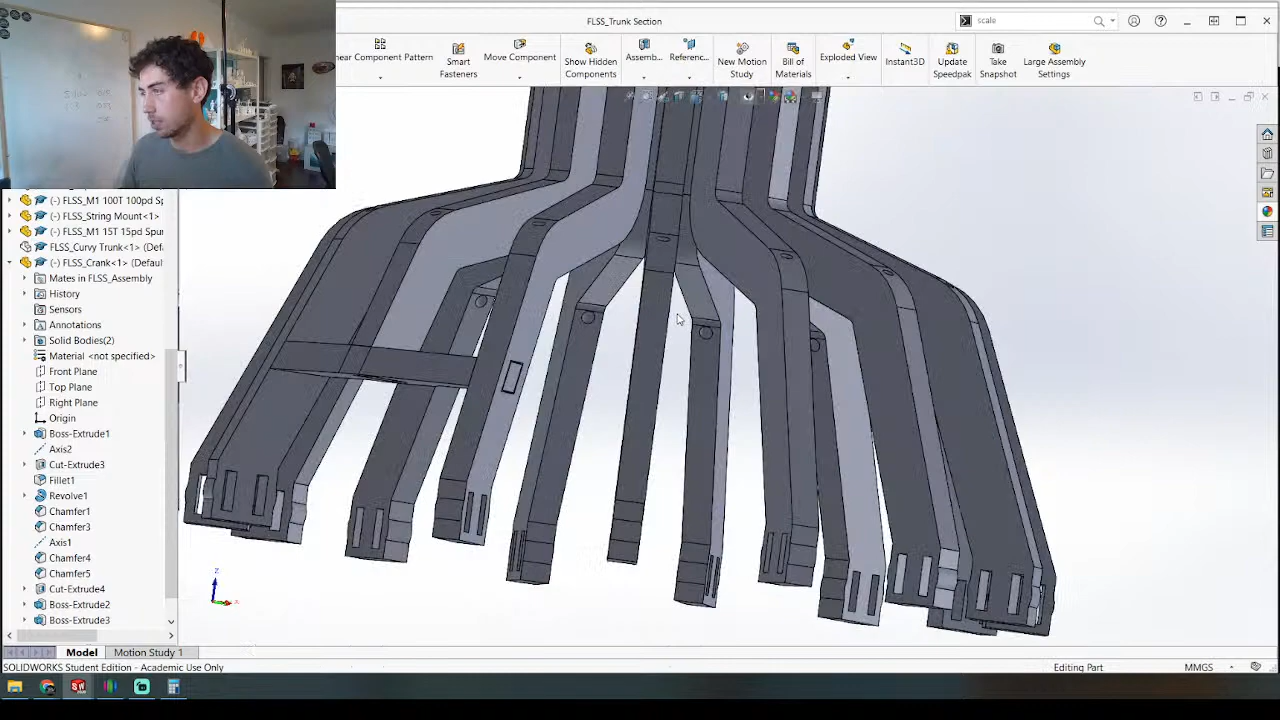 FLSS_Trunk Section
scale
near Component Pattern
Smart Fasteners
Move Component
Show Hidden Components
Assemb...
Referenc...
New Motion Study
Bill of Materials
Exploded View
Instant3D
Update Speedpak
Take Snapshot
Large Assembly Settings
(-) FLSS_M1 100T 100pd Sp
(-) FLSS_String Mount<1>
(-) FLSS_M1 15T 15pd Spur
FLSS_Curvy Trunk<1> (Def
(-) FLSS_Crank<1> (Default
Mates in FLSS_Assembly
History
Sensors
Annotations
Solid Bodies(2)
Material <not specified>
Front Plane
Top Plane
Right Plane
Origin
Boss-Extrude1
Axis2
Cut-Extrude3
Fillet1
Revolve1
Chamfer1
Chamfer3
Axis1
Chamfer4
Chamfer5
Cut-Extrude4
Boss-Extrude2
Boss-Extrude3
Z
Model
Motion Study 1
SOLIDWORKS Student Edition - Academic Use Only
Editing Part
MMGS